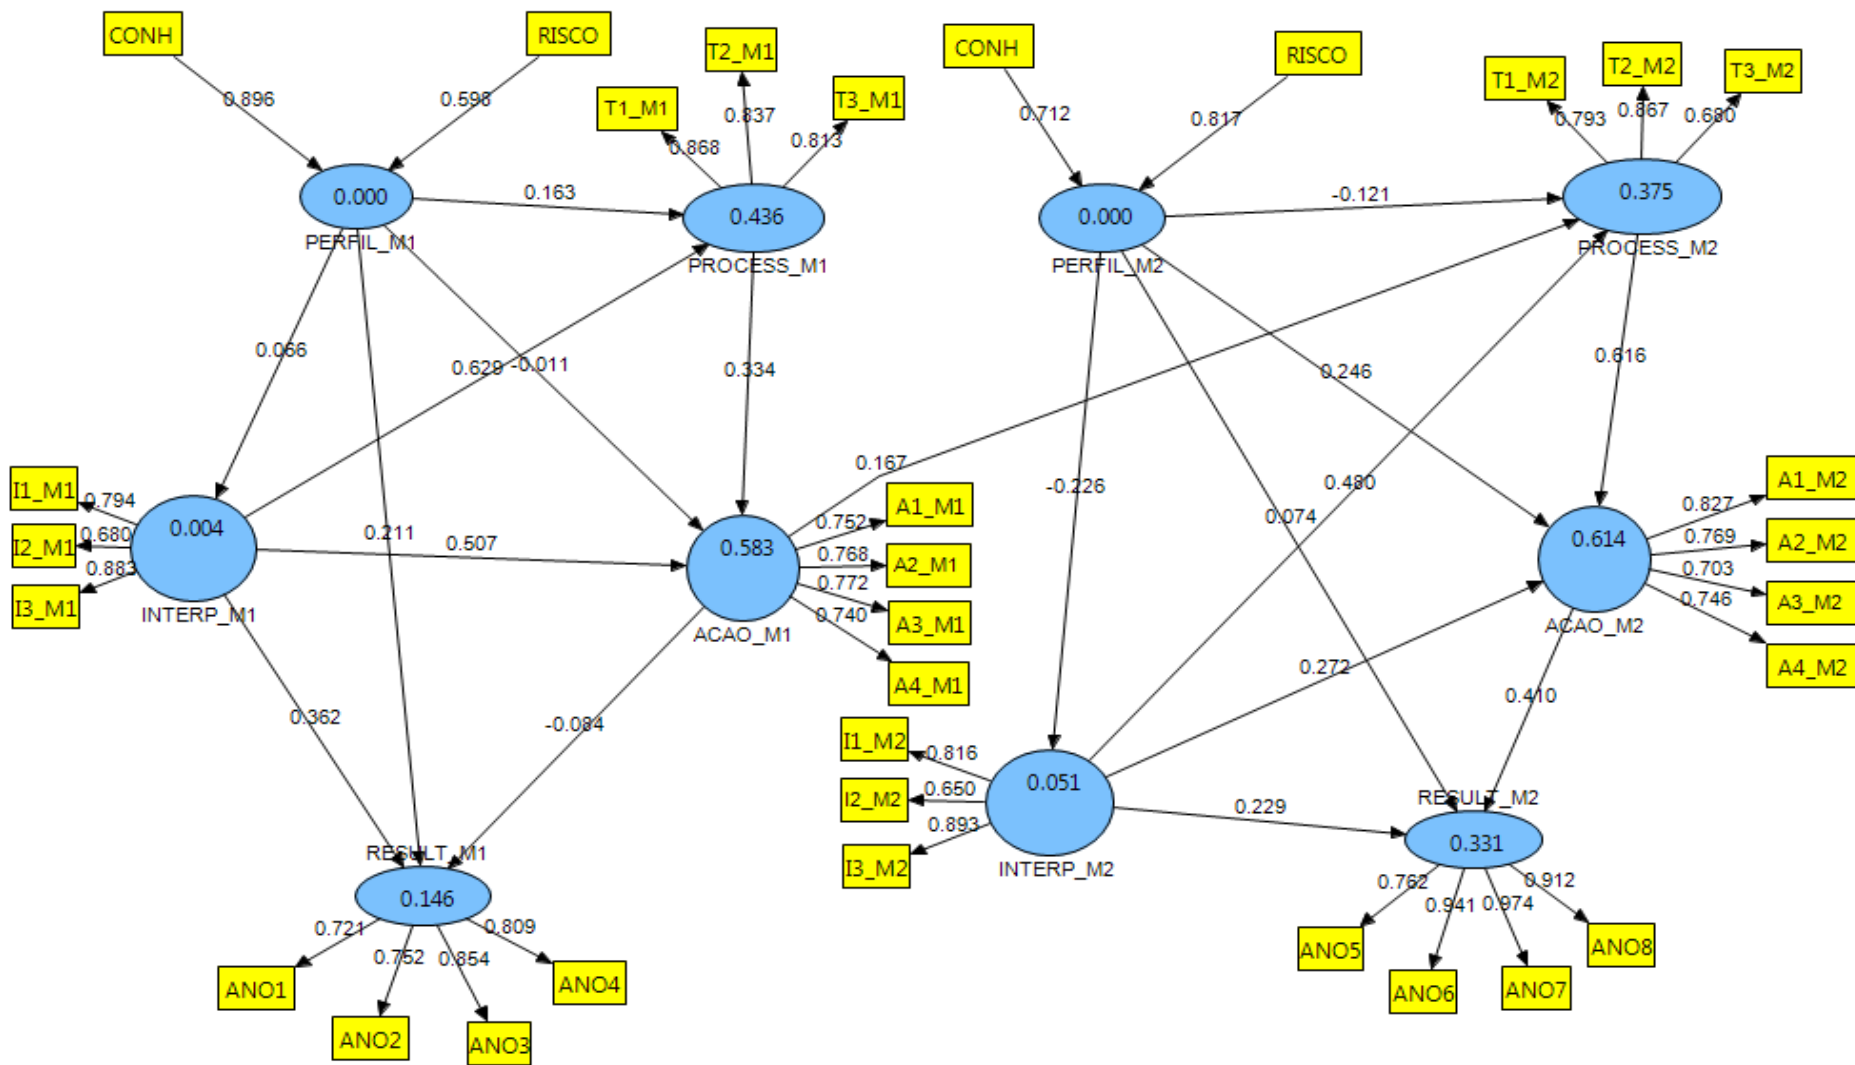 CONH
RISCO
T2_M1
T1_M1
T3_M1
0.896
0.598
0.868
0.837
0.813
0.000
PERFIL_M1
0.163
0.436
PROCESS_M1
0.066
0.629
-0.011
0.334
I1_M1
I2_M1
I3_M1
0.794
0.680
0.883
0.004
INTERP_M1
0.211
0.507
0.583
ACAO_M1
0.752
0.768
0.772
0.740
A1_M1
A2_M1
A3_M1
A4_M1
0.362
-0.084
RESULT_M1
0.146
0.721
0.752
0.854
0.809
ANO1
ANO2
ANO3
ANO4
CONH
RISCO
T1_M2
T2_M2
T3_M2
0.712
0.817
0.793
0.867
0.680
0.000
PERFIL_M2
-0.121
0.375
PROCESS_M2
0.167
-0.226
0.480
0.074
0.246
0.616
0.614
ACAO_M2
0.827
0.769
0.703
0.746
A1_M2
A2_M2
A3_M2
A4_M2
0.272
0.410
I1_M2
I2_M2
I3_M2
0.816
0.650
0.893
0.051
INTERP_M2
0.229
RESULT_M2
0.331
0.762
0.941
0.974
0.912
ANO5
ANO6
ANO7
ANO8